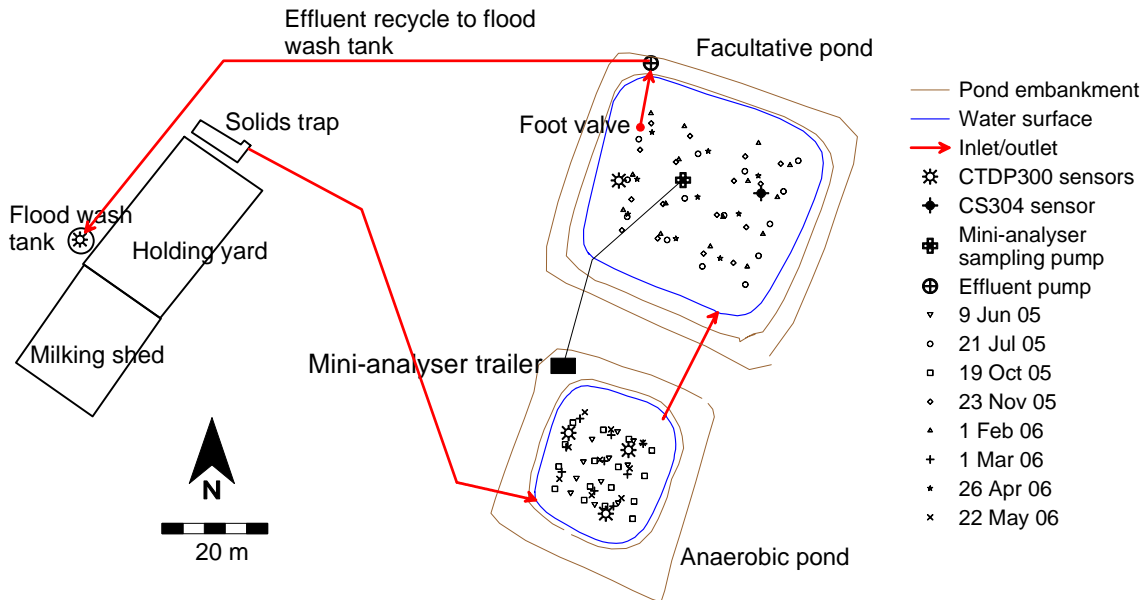 Effluent recycle to flood
wash tank
Facultative pond
Solids trap
Foot valve
Flood wash
tank
Holding yard
Milking shed
Mini-analyser trailer
N
20 m
Anaerobic pond
Pond embankment
Water surface
Inlet/outlet
CTDP300 sensors
CS304 sensor
Mini-analyser
sampling pump
Effluent pump
9 Jun 05
21 Jul 05
19 Oct 05
23 Nov 05
1 Feb 06
1 Mar 06
26 Apr 06
22 May 06